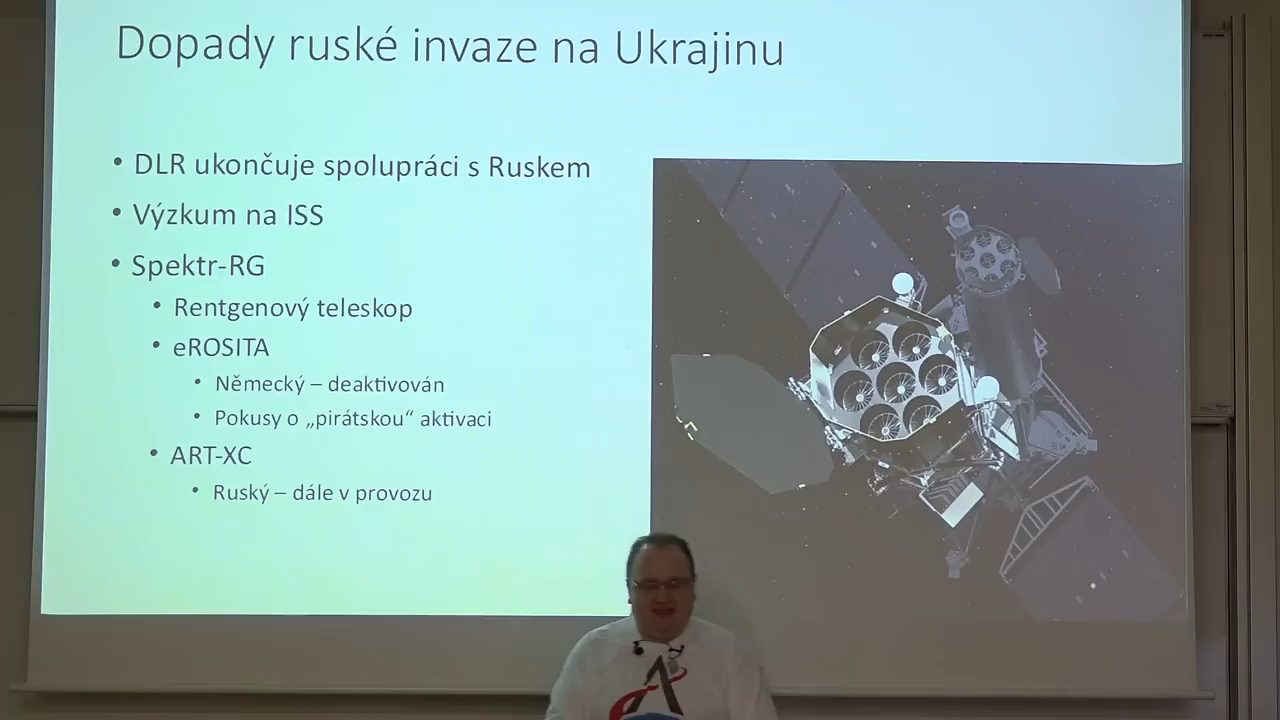 Dopady ruské invaze na Ukrajinu
• DLR ukončuje spolupráci s Ruskem
• Výzkum na ISS
• Spektr-RG
• Rentgenový teleskop
• eROSITA
• Německý – deaktivován
• Pokusy o „pirátskou“ aktivaci
• ART-XC
• Ruský – dále v provozu